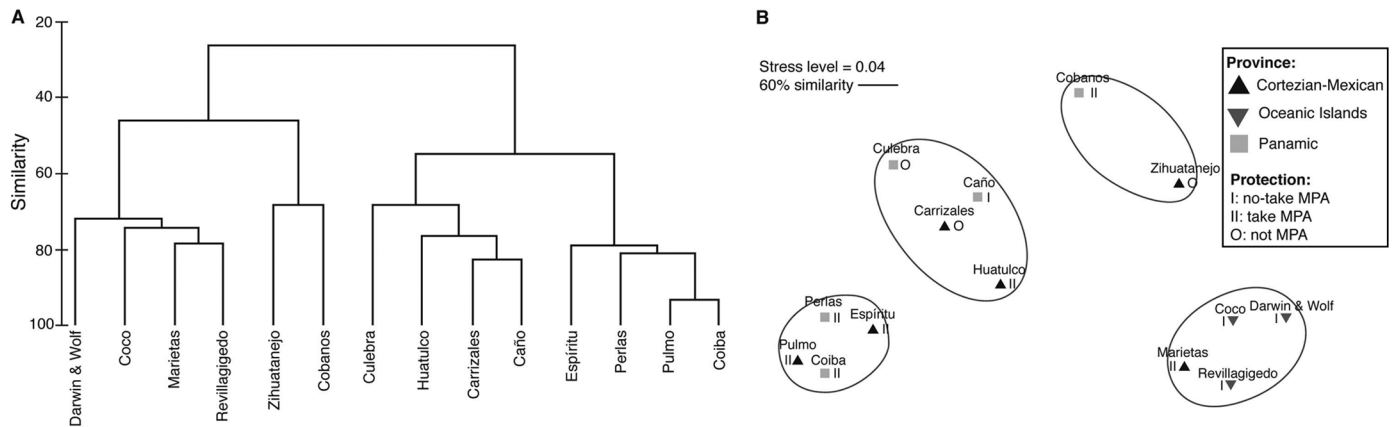 A
Similarity
20
40
60
80
100
Darwin & Wolf
Coco
Marietas
Revillagigedo
Zihuatanejo
Cobanos
Culebra
Huatulco
Carrizales
Caño
Espíritu
Perlas
Pulmo
Coiba
B
Stress level = 0.04
60% similarity
Cobanos
II
Zihuatanejo
O
Culebra
O
Caño
I
Carrizales
O
Huatulco
II
Perlas
II
Espíritu
II
Pulmo
II
Coiba
II
Coco
I
Darwin & Wolf
I
Marietas
II
Revillagigedo
I
Province:
Cortezian-Mexican
Oceanic Islands
Panamic
Protection:
I: no-take MPA
II: take MPA
O: not MPA